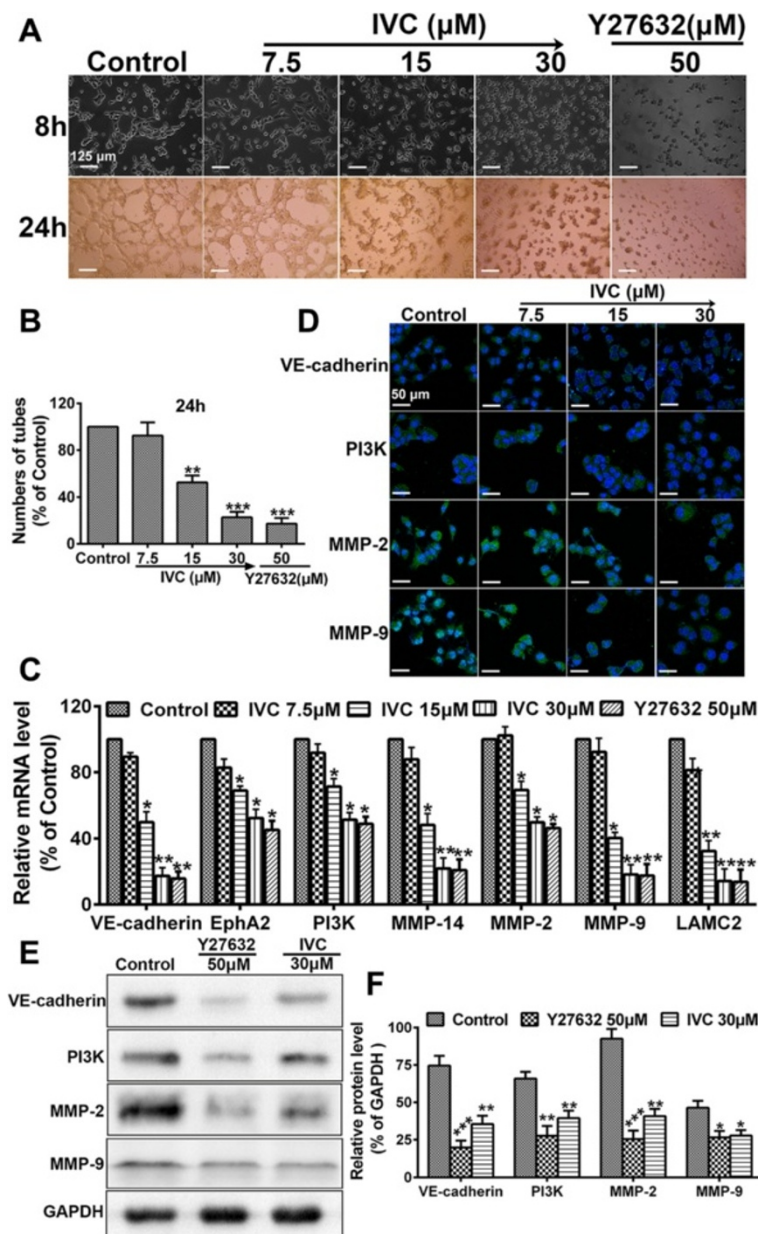 A
IVC (µM)
Y27632(µM)
Control
7.5
15
30
50
8h
125 µm
24h
B
24h
Numbers of tubes
(% of Control)
120
80
40
0
** *** ***
Control 7.5 15 30 50
IVC (µM) Y27632(µM)
D
IVC (µM)
Control 7.5 15 30
VE-cadherin
50 µm
PI3K
MMP-2
MMP-9
C
Control IVC 7.5µM IVC 15µM IVC 30µM Y27632 50µM
Relative mRNA level
(% of Control)
120
80
40
0
* ** **
* * *
* * *
* ** **
* * *
* ** **
** ** **
VE-cadherin EphA2 PI3K MMP-14 MMP-2 MMP-9 LAMC2
E
Control
Y27632
50µM
IVC
30µM
VE-cadherin
PI3K
MMP-2
MMP-9
GAPDH
F
Control Y27632 50µM IVC 30µM
Relative protein level
(% of GAPDH )
100
75
50
25
0
*** **
** **
*** **
* *
VE-cadherin PI3K MMP-2 MMP-9